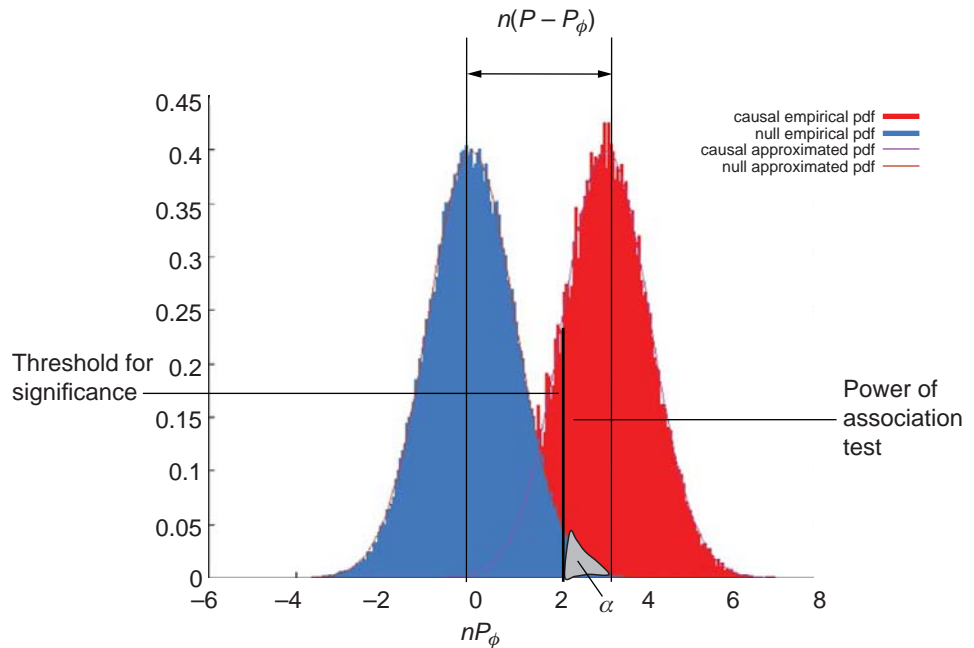 n(P – Pϕ)
0.45
0.4
0.35
0.3
0.25
0.2
0.15
0.1
0.05
0
causal empirical pdf
null empirical pdf
causal approximated pdf
null approximated pdf
Threshold for
significance
Power of
association
test
–6
–4
–2
0
2
α
4
6
8
nPϕ